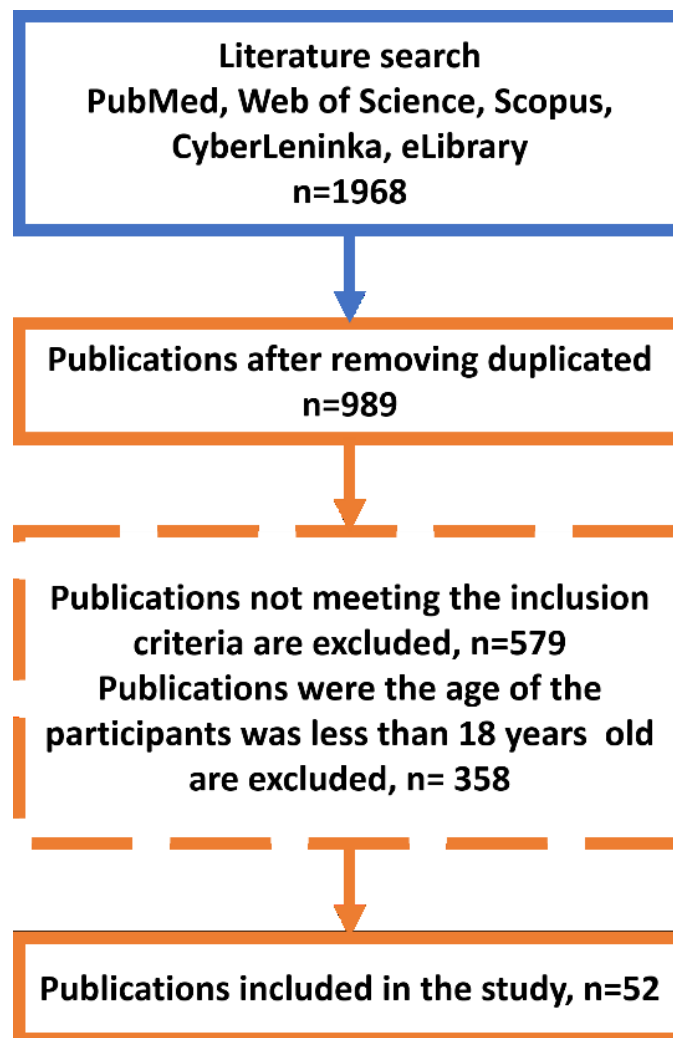 Literature search
PubMed, Web of Science, Scopus,
CyberLeninka, eLibrary
n=1968
Publications after removing duplicated
n=989
Publications not meeting the inclusion
criteria are excluded, n=579
Publications were the age of the
participants was less than 18 years  old
are excluded, n= 358
Publications included in the study, n=52